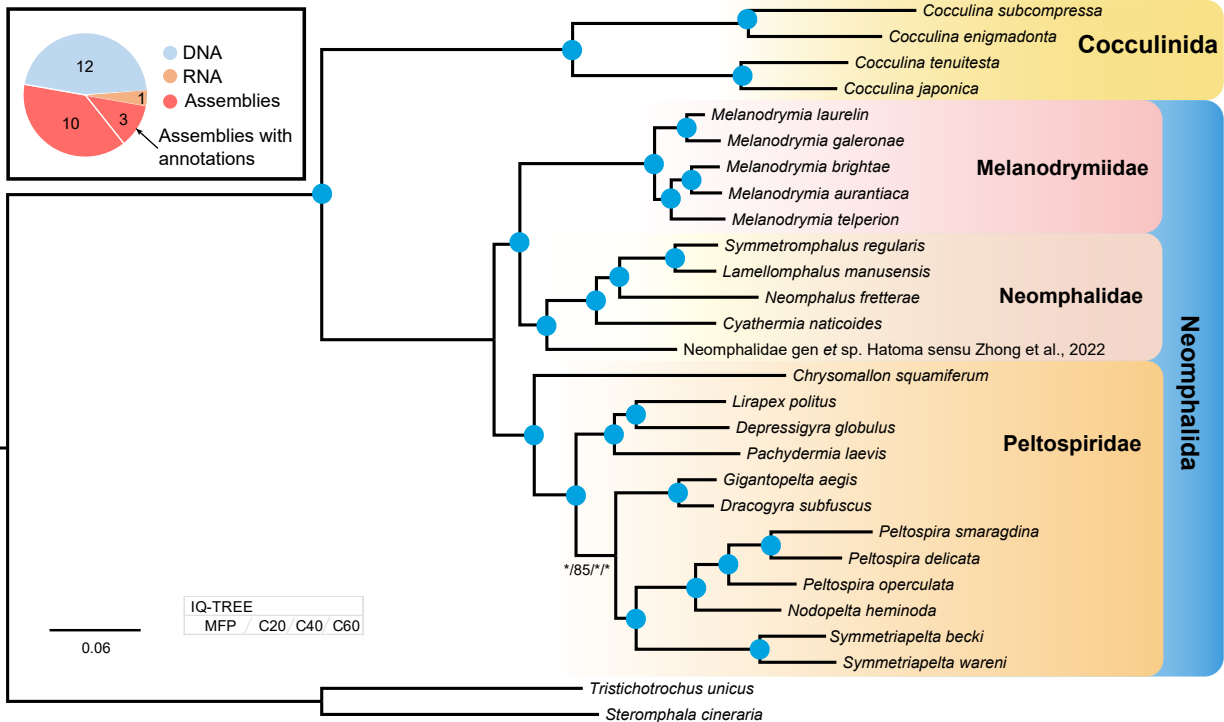 12
1
10
3
DNA
RNA
Assemblies
Assemblies with
annotations
Cocculina subcompressa
Cocculina enigmadonta
Cocculina tenuitesta
Cocculina japonica
Cocculinida
Melanodrymia laurelin
Melanodrymia galeronae
Melanodrymia brightae
Melanodrymia aurantiaca
Melanodrymia telperion
Melanodrymiidae
Symmetromphalus regularis
Lamellomphalus manusensis
Neomphalus fretterae
Cyathermia naticoides
Neomphalidae gen et sp. Hatoma sensu Zhong et al., 2022
Neomphalidae
Chrysomallon squamiferum
Lirapex politus
Depressigyra globulus
Pachydermia laevis
Gigantopelta aegis
Dracogyra subfuscus
Peltospira smaragdina
Peltospira delicata
Peltospira operculata
Nodopelta heminoda
Symmetriapelta becki
Symmetriapelta wareni
Peltospiridae
Neomphalida
Tristichotrochus unicus
Steromphala cineraria
*/85/*/*
IQ-TREE
MFP / C20 / C40 / C60
0.06